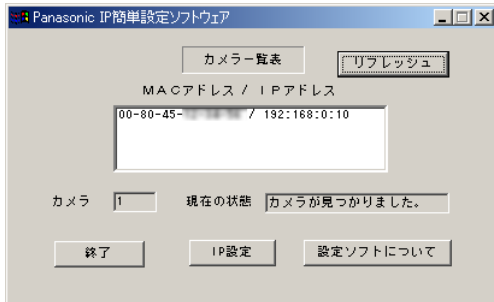 Panasonic IP簡単設定ソフトウェア
カメラ一覧表
リフレッシュ
MACアドレス / IPアドレス
00-80-45- / 192:168:0:10
カメラ 1 現在の状態 カメラが見つかりました。
終了 IP設定 設定ソフトについて